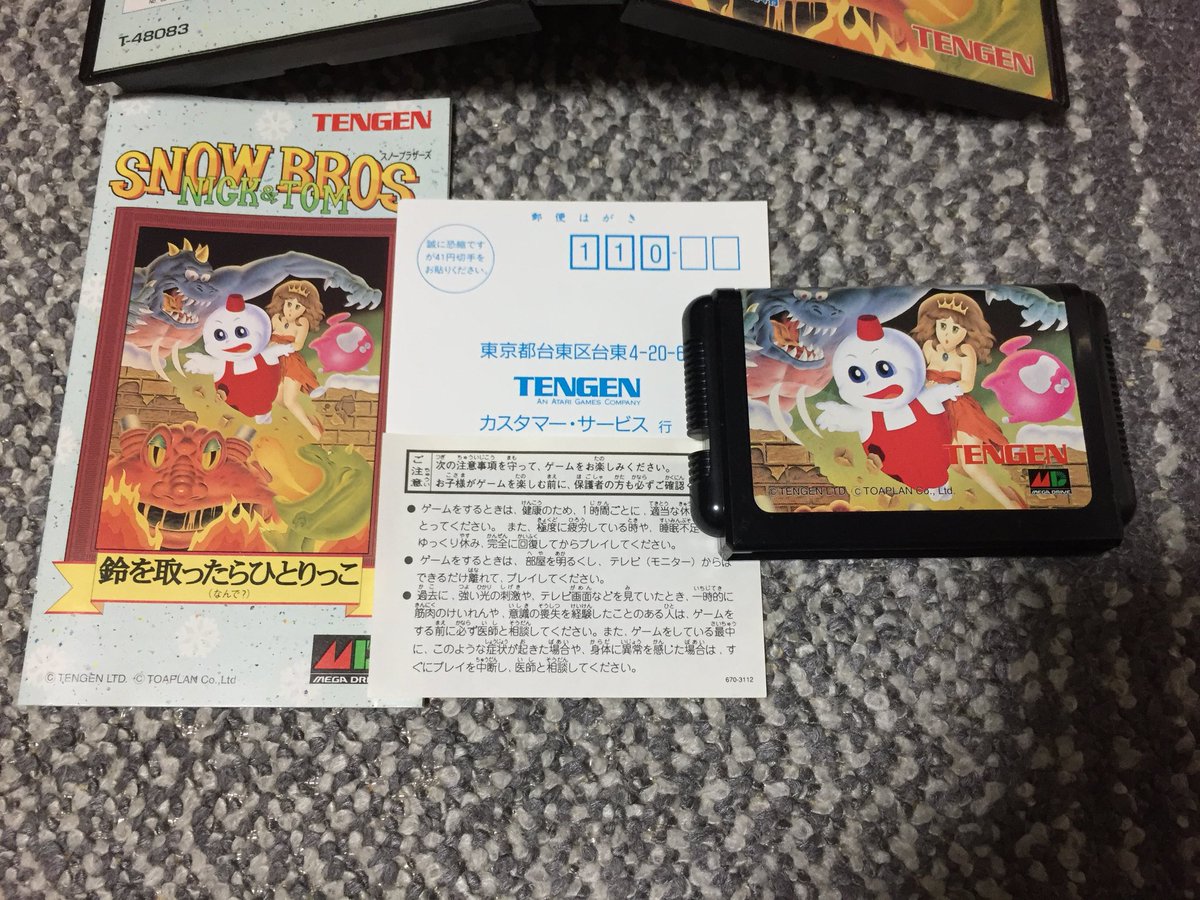 T-48083
TENGEN
TENGEN
SNOW BROS
スノーブラザーズ
NICK & TOM
鈴を取ったらひとりっこ
(なんで?)
MEGA DRI
© TENGEN LTD. © TOAPLAN Co., Ltd
郵便はがき
誠に恐縮です
が41円切手を
お貼りください。
110-
東京都台東区台東4-20-6
TENGEN
AN ATARI GAMES COMPANY
カスタマー・サービス 行
ご注意
次の注意事項を守って、ゲームをお楽しみください。
お子様がゲームを楽しむ前に、保護者の方も必ずご確認
● ゲームをするときは、健康のため、1時間ごとに、適当な休
とってください。また、極度に疲労している時や、睡眠不足
ゆっくり休み、完全に回復してからプレイしてください。
● ゲームをするときは、部屋を明るくし、テレビ(モニター)からは
できるだけ離れて、プレイしてください。
● 過去に、強い光の刺激や、テレビ画面などを見ていたとき、一時的に
筋肉のけいれんや、意識の喪失を経験したことのある人は、ゲームを
する前に必ず医師と相談してください。また、ゲームをしている最中
に、このような症状が起きた場合や、身体に異常を感じた場合は、す
ぐにプレイを中断し、医師と相談してください。
670-3112
TENGEN
© TENGEN LTD. © TOAPLAN Co., Ltd.
MEGA DRIVE